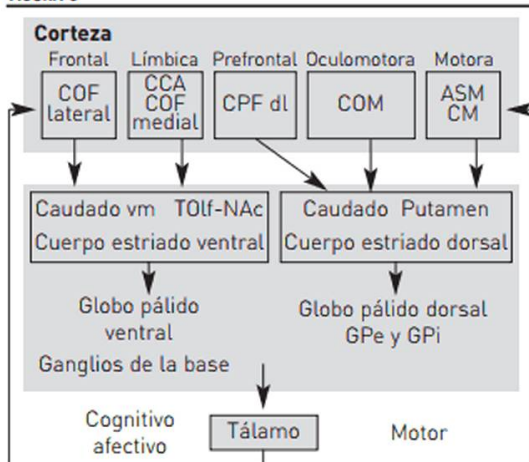 Corteza
Frontal Límbica Prefrontal Oculomotora Motora
COF
lateral
CCA
COF
medial
CPF dl
COM
ASM
CM
Caudado vm TOlf-NAc
Cuerpo estriado ventral
Caudado Putamen
Cuerpo estriado dorsal
Globo pálido
ventral
Globo pálido dorsal
GPe y GPi
Ganglios de la base
Cognitivo
afectivo
Tálamo
Motor